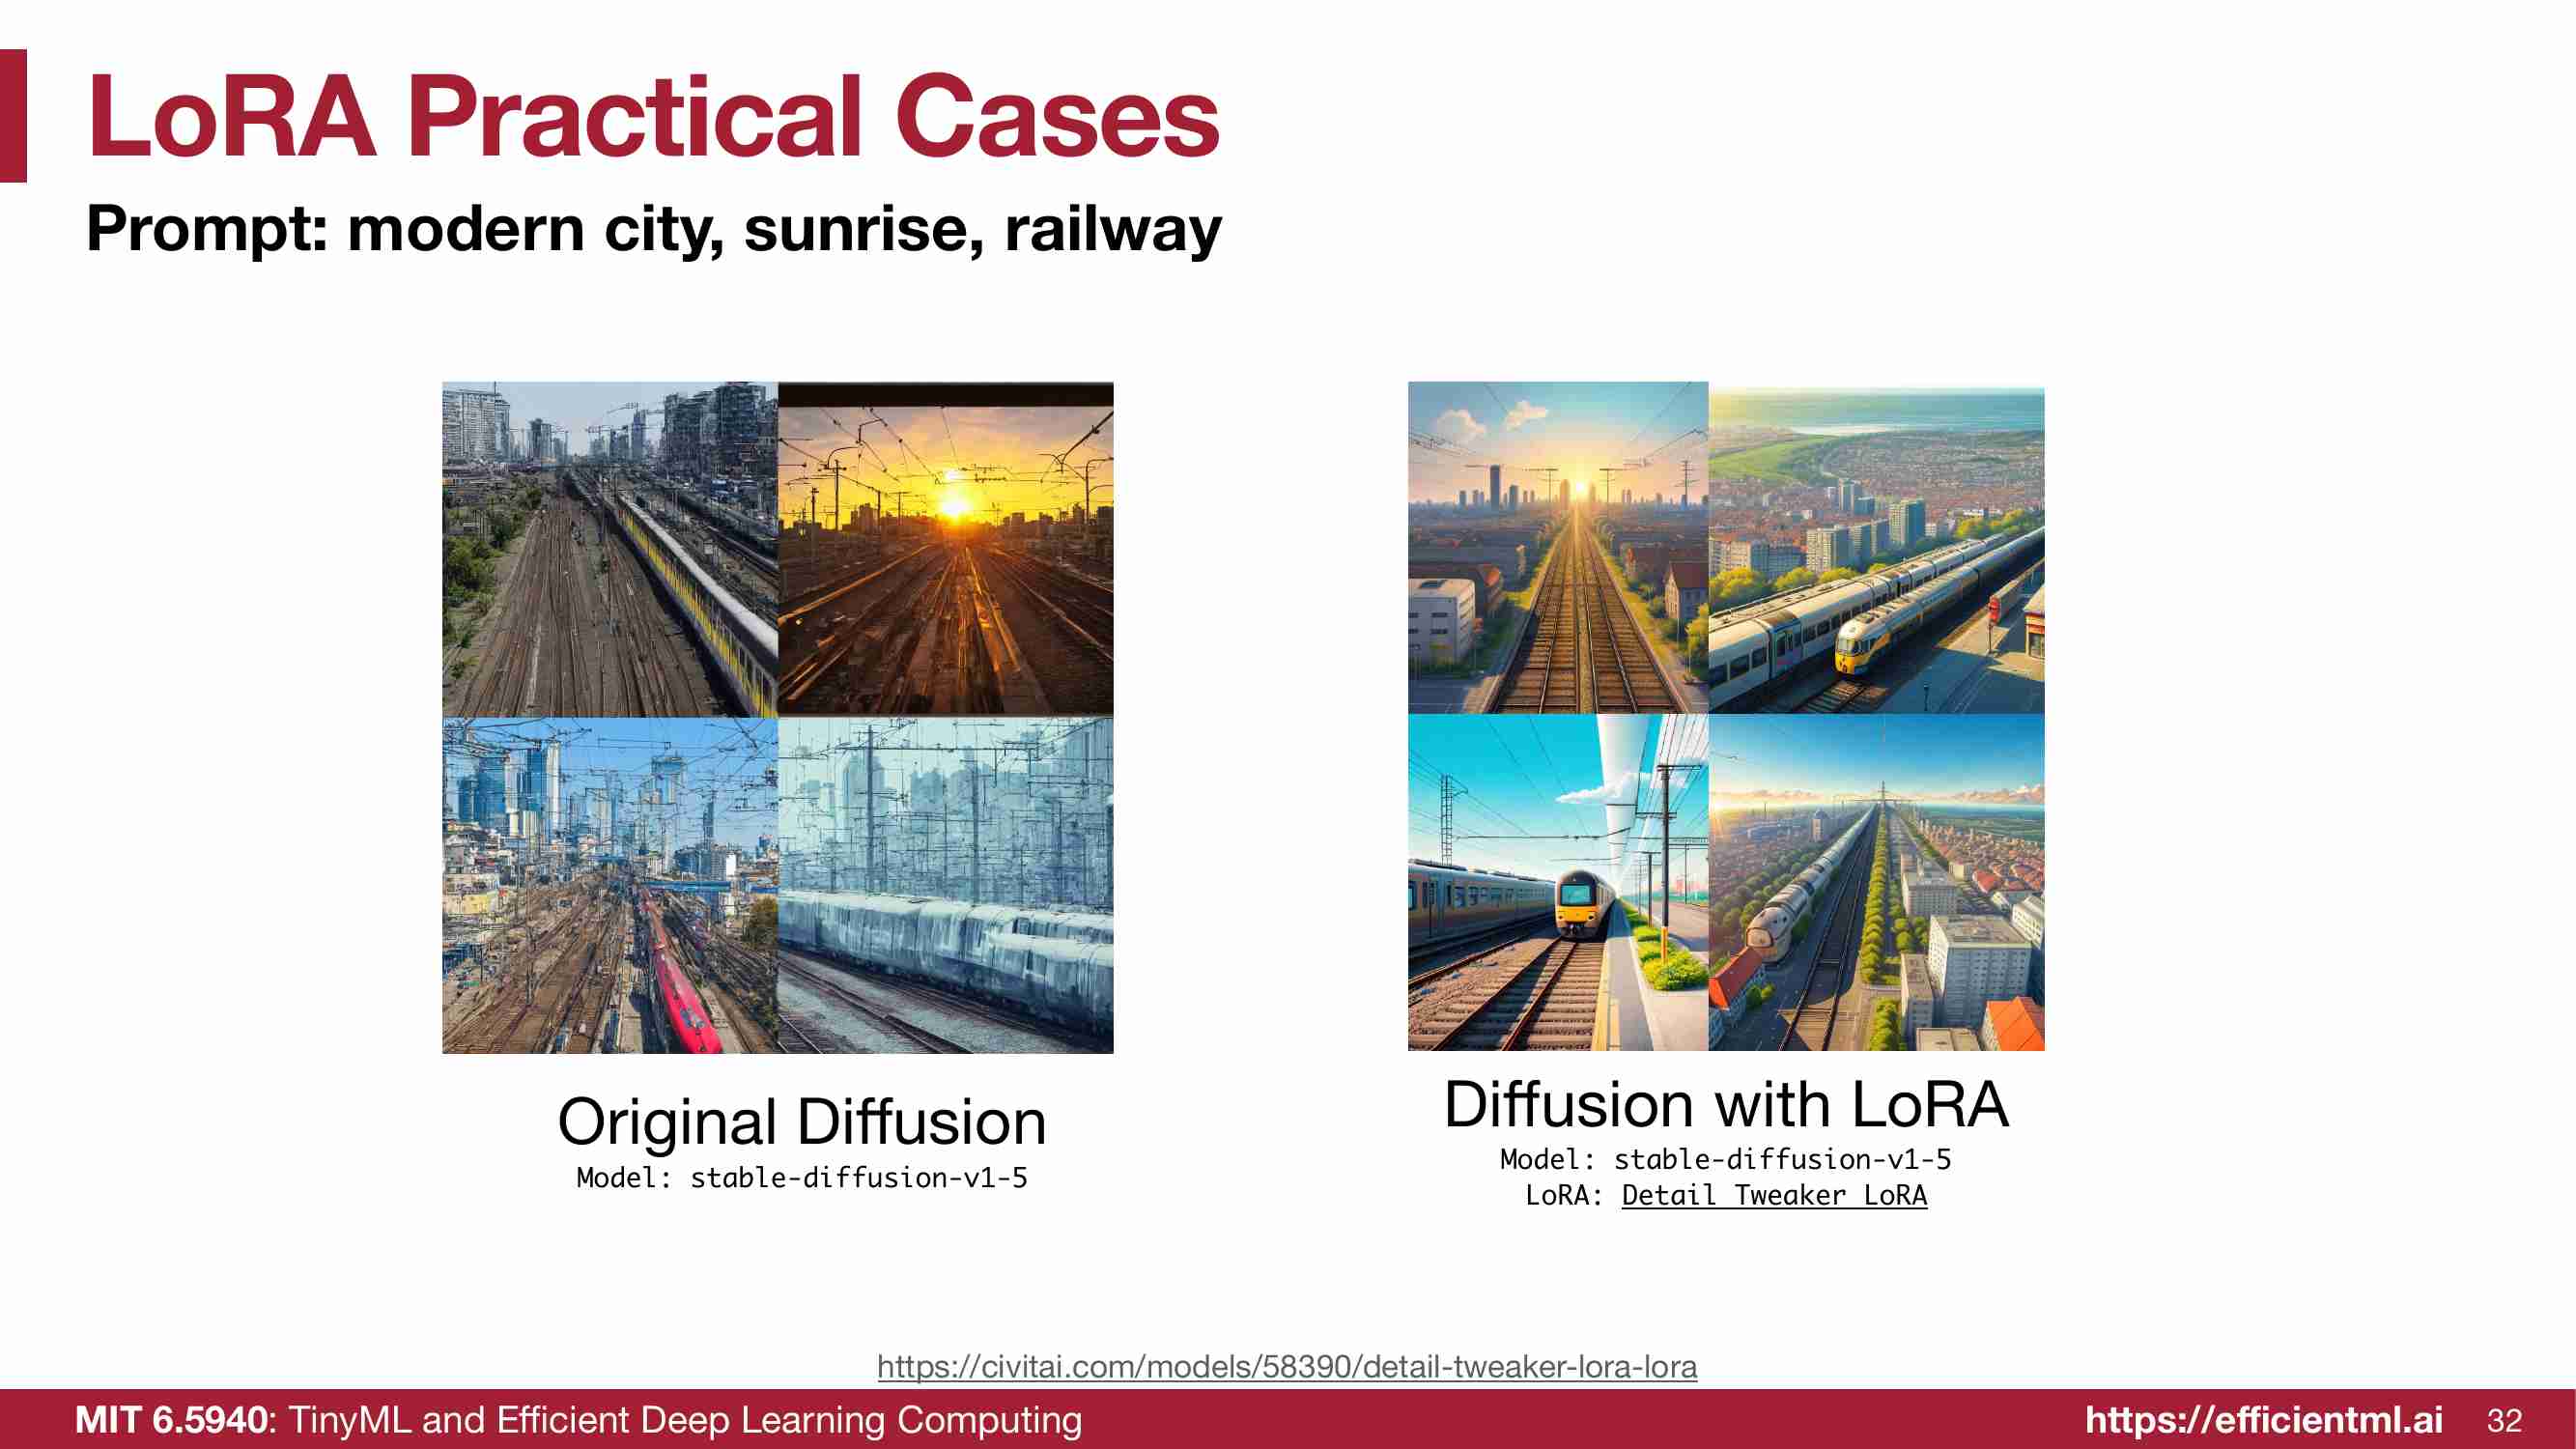 LoRA Practical Cases
Prompt: modern city, sunrise, railway
Original Diffusion
Model: stable-diffusion-v1-5
Diffusion with LoRA
Model: stable-diffusion-v1-5
LoRA: Detail Tweaker LoRA
https://civitai.com/models/58390/detail-tweaker-lora-lora
MIT 6.5940: TinyML and Efficient Deep Learning Computing
https://efficientml.ai
32